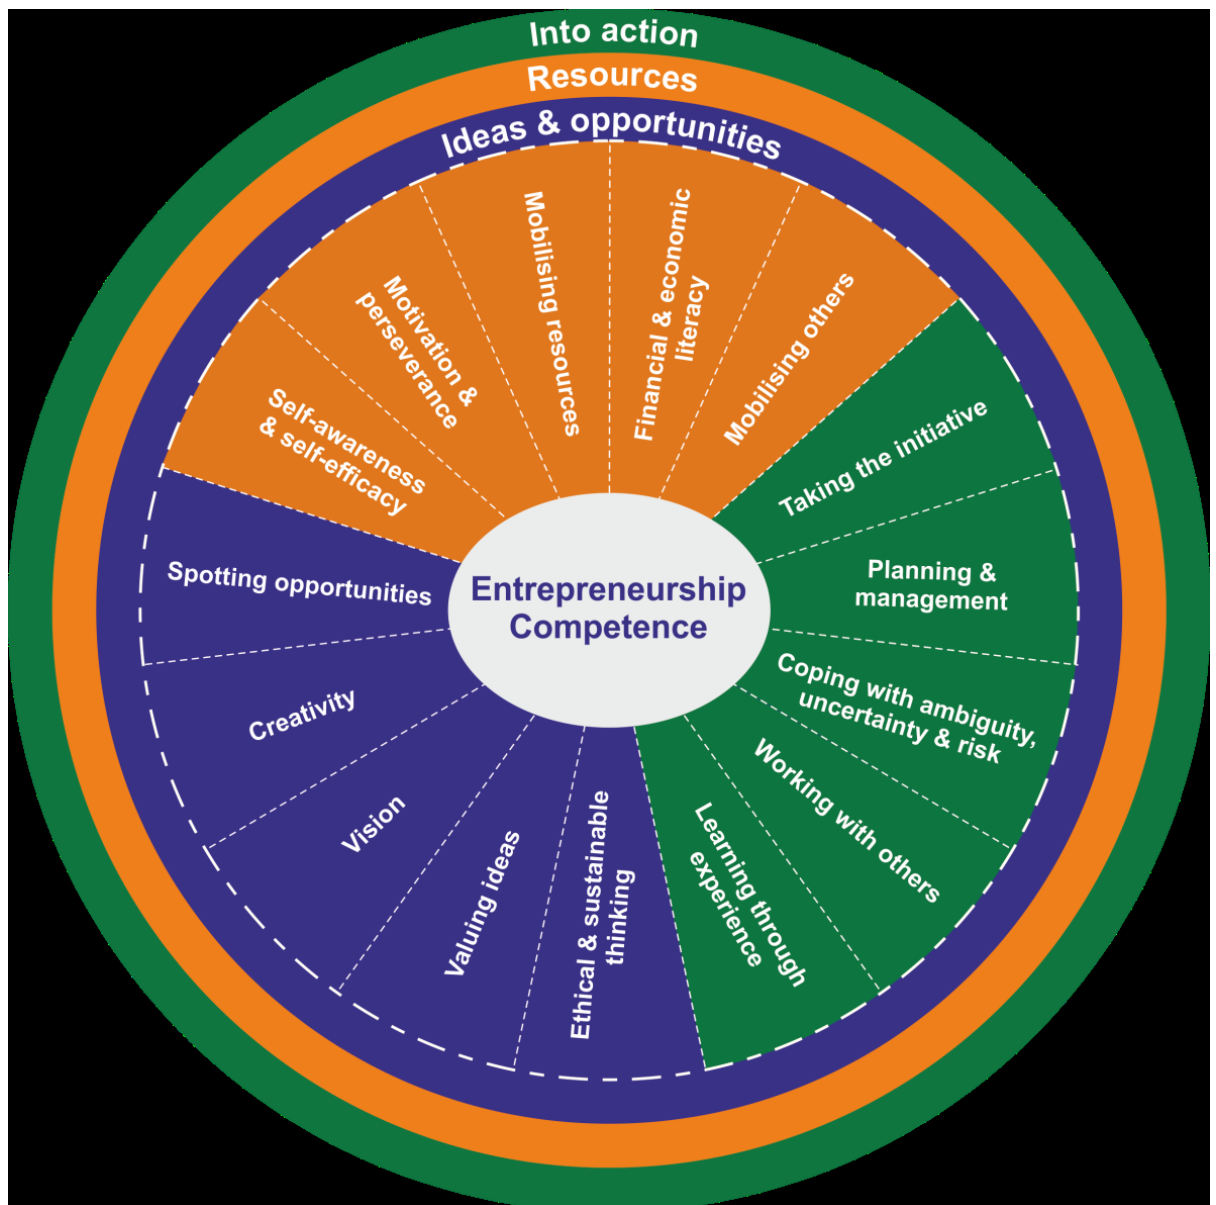 Into action
Resources
Ideas & opportunities
Mobilising resources
Financial & economic
literacy
Mobilising others
Taking the initiative
Planning &
management
Coping with ambiguity,
uncertainty & risk
Working with others
Learning through
experience
Ethical & sustainable
thinking
Valuing ideas
Vision
Creativity
Spotting opportunities
Self-awareness
& self-efficacy
Motivation &
perseverance
Entrepreneurship
Competence